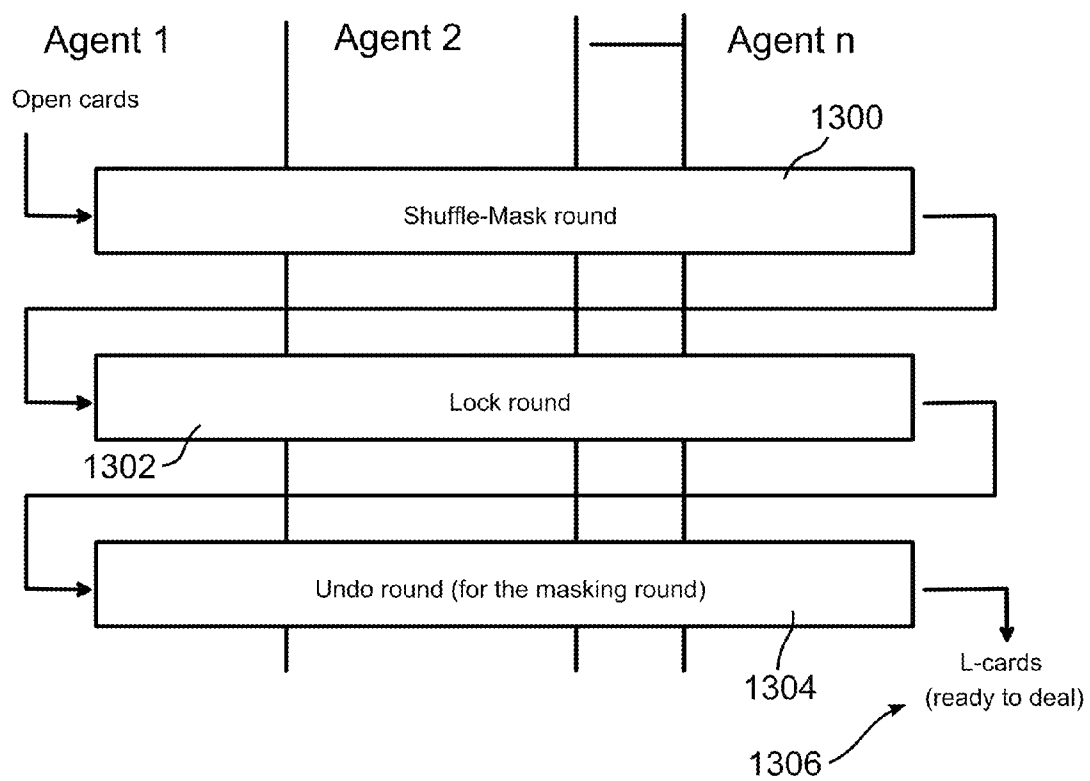 Agent 1
Agent 2
Agent n
Open cards
1300
Shuffle-Mask round
Lock round
1302
Undo round (for the masking round)
1304
L-cards
(ready to deal)
1306